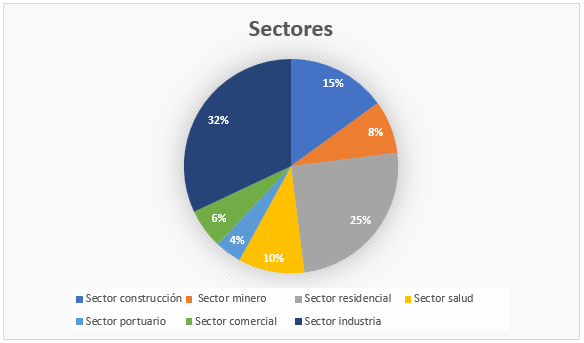 Sectores
15%
8%
25%
10%
4%
6%
32%
Sector construcción Sector minero Sector residencial Sector salud
Sector portuario Sector comercial Sector industria